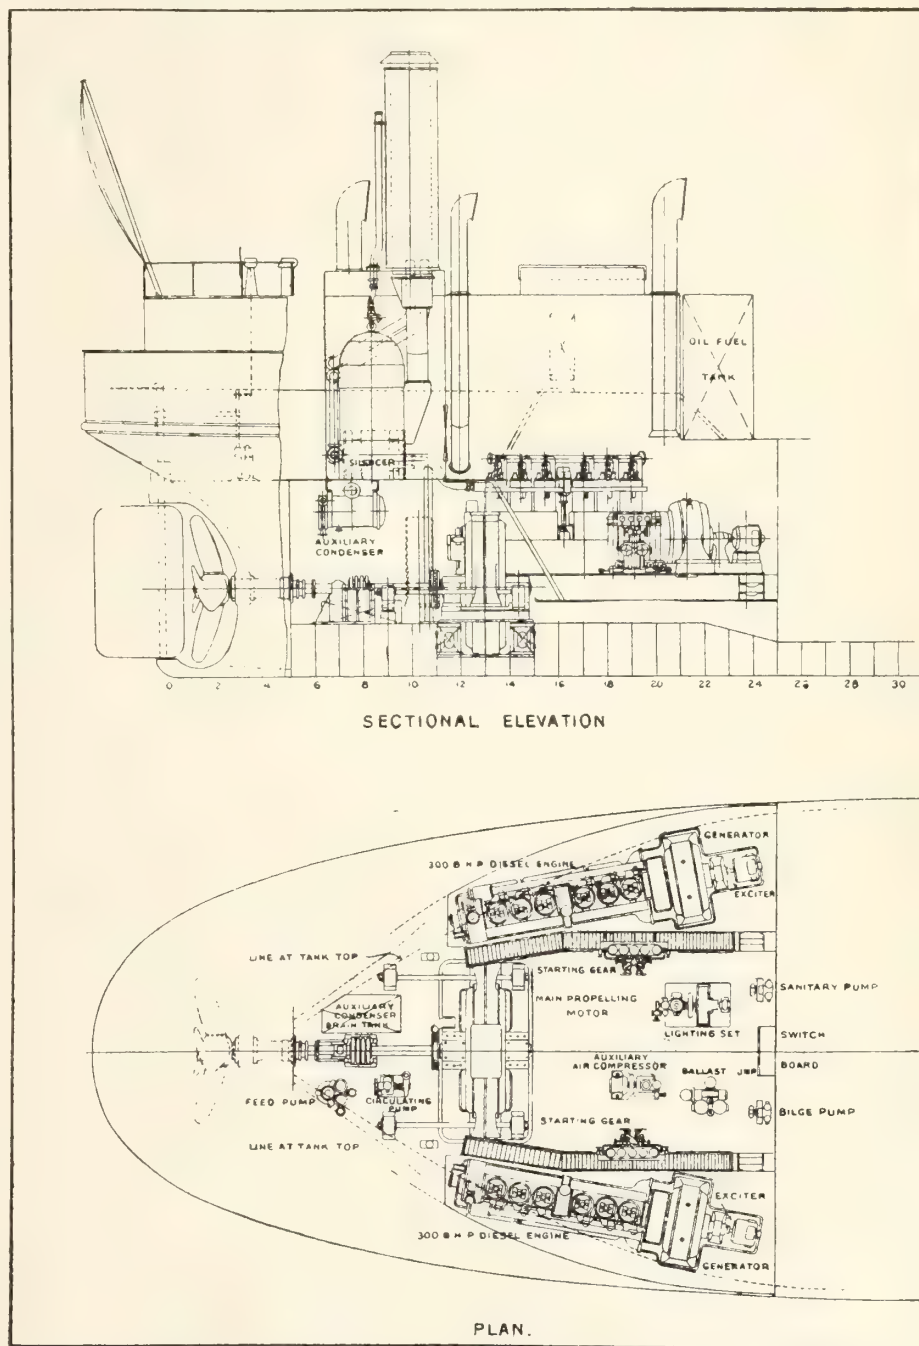 OIL FUEL
TANK
SILENCER
AUXILIARY
CONDENSER
0 2 4 6 8 10 12 14 16 18 20 22 24 26 28 30
SECTIONAL ELEVATION
GENERATOR
300 B H P DIESEL ENGINE
EXCITER
LINE AT TANK TOP
STARTING GEAR
SANITARY PUMP
AUXILIARY
CONDENSER
DRAIN TANK
MAIN PROPELLING
MOTOR
LIGHTING SET
SWITCH
BOARD
AUXILIARY
AIR COMPRESSOR
BALLAST
FEED PUMP
CIRCULATING
PUMP
STARTING GEAR
BILGE PUMP
LINE AT TANK TOP
EXCITER
300 B H P DIESEL ENGINE
GENERATOR
PLAN.